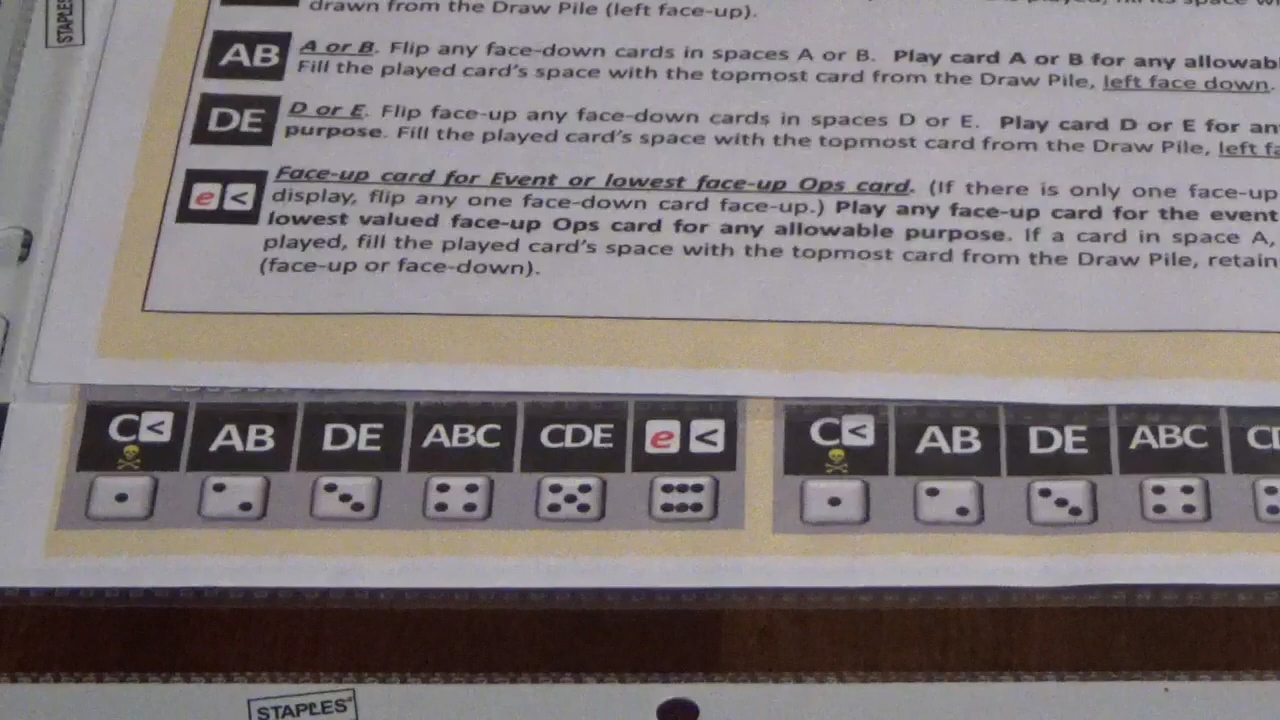 STAPLES
drawn from the Draw Pile (left face-up).
AB A or B. Flip any face-down cards in spaces A or B. Play card A or B for any allowabl
Fill the played card's space with the topmost card from the Draw Pile, left face down.
DE D or E. Flip face-up any face-down cards in spaces D or E. Play card D or E for an
purpose. Fill the played card's space with the topmost card from the Draw Pile, left fa
e < Face-up card for Event or lowest face-up Ops card. (If there is only one face-up
display, flip any one face-down card face-up.) Play any face-up card for the event
lowest valued face-up Ops card for any allowable purpose. If a card in space A,
played, fill the played card's space with the topmost card from the Draw Pile, retain
(face-up or face-down).
C< AB DE ABC CDE e < C< AB DE ABC CD
STAPLES